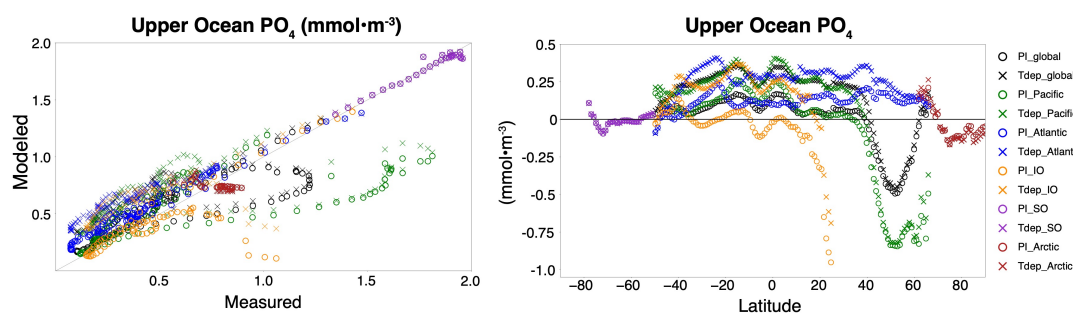 Upper Ocean PO4 (mmol•m-3)
Modeled
2.0
1.5
1.0
0.5
0.5
1.0
1.5
2.0
Measured
Upper Ocean PO4
(mmol•m-3)
0.5
0.25
0
-0.25
-0.5
-0.75
-1.0
-80
-60
-40
-20
0
20
40
60
80
Latitude
PI_global
Tdep_global
PI_Pacific
Tdep_Pacific
PI_Atlantic
Tdep_Atlant
PI_IO
Tdep_IO
PI_SO
Tdep_SO
PI_Arctic
Tdep_Arctic